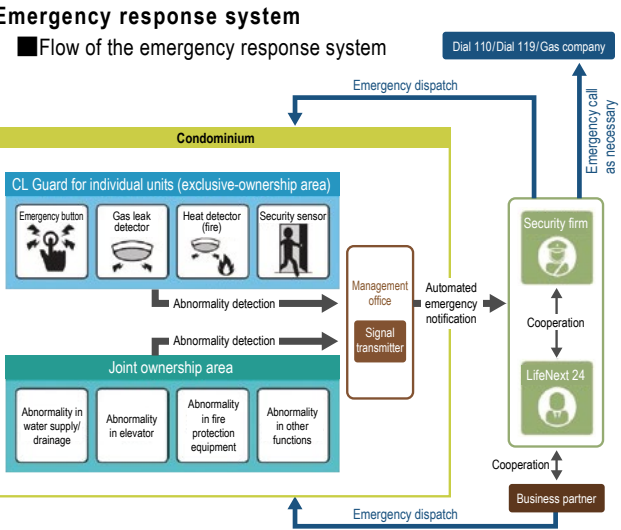 Emergency response system
■Flow of the emergency response system
Dial 110/Dial 119/Gas company
Emergency dispatch
Emergency call
as necessary
Condominium
CL Guard for individual units (exclusive-ownership area)
Emergency button
Gas leak
detector
Heat detector
(fire)
Security sensor
Security firm
Management
office
Signal
transmitter
Automated
emergency
notification
Abnormality detection
Cooperation
Abnormality detection
Joint ownership area
LifeNext 24
Abnormality in
water supply/
drainage
Abnormality
in elevator
Abnormality
in fire
protection
equipment
Abnormality
in other
functions
Cooperation
Business partner
Emergency dispatch